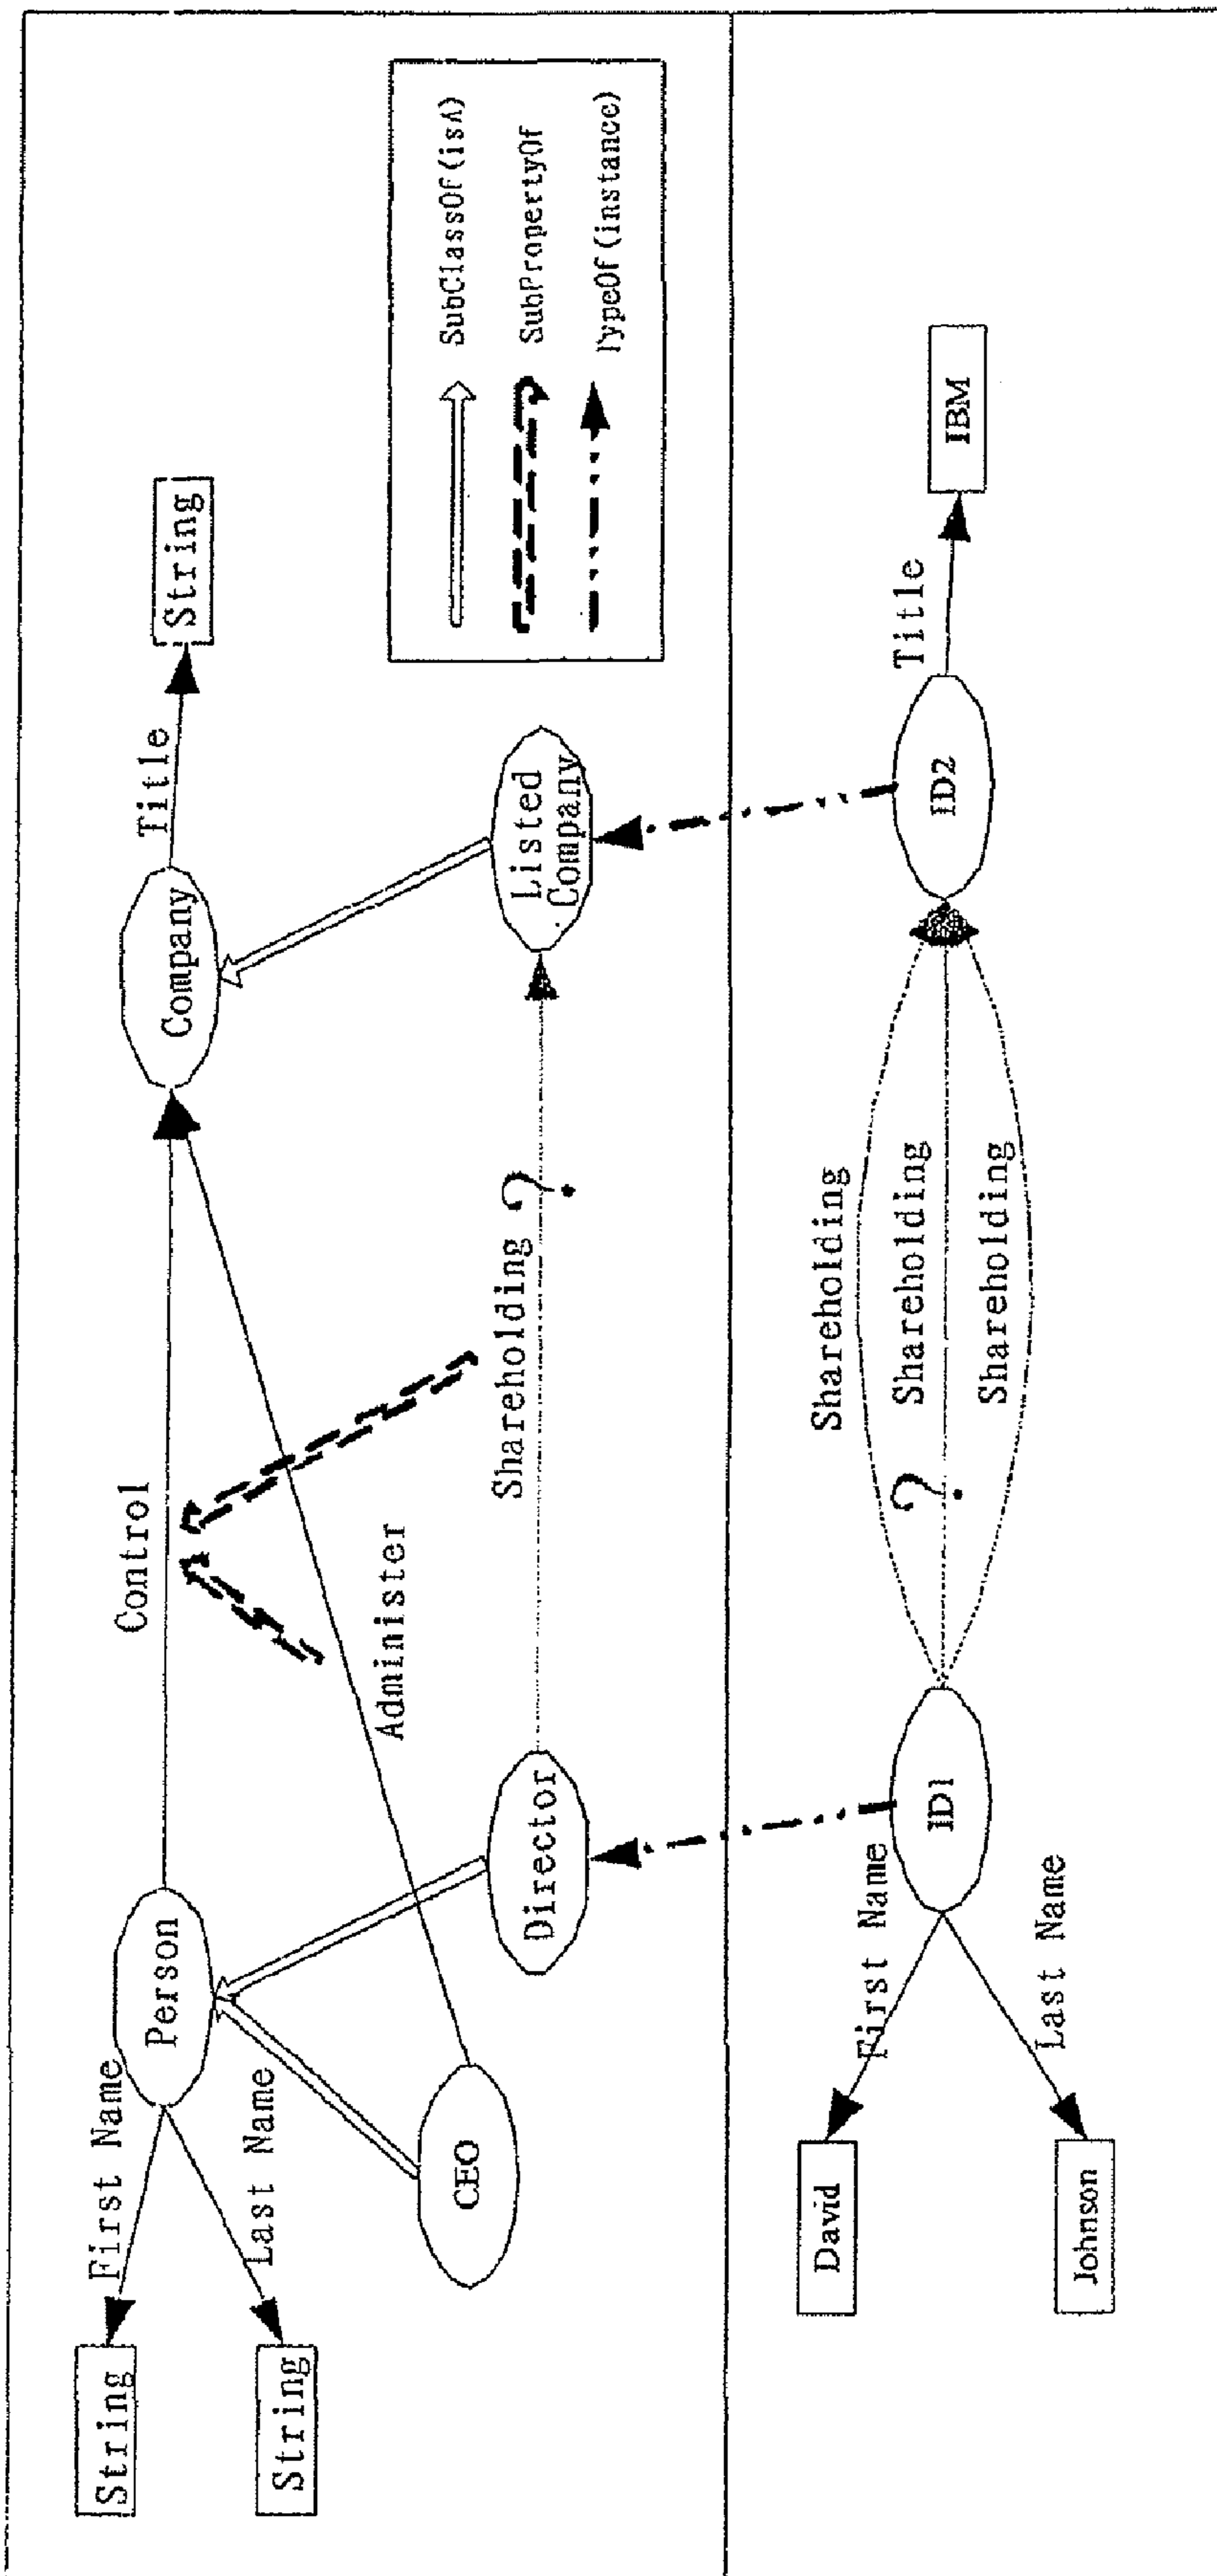 String
First Name
Last Name
String
Person
Control
Company
Title
String
CEO
Administer
Director
Shareholding ?
Listed
Company
SubClassOf(isA)
SubPropertyOf
TypeOf(instance)
David
First Name
Last Name
Johnson
ID1
Shareholding
? Shareholding
Shareholding
ID2
Title
IBM